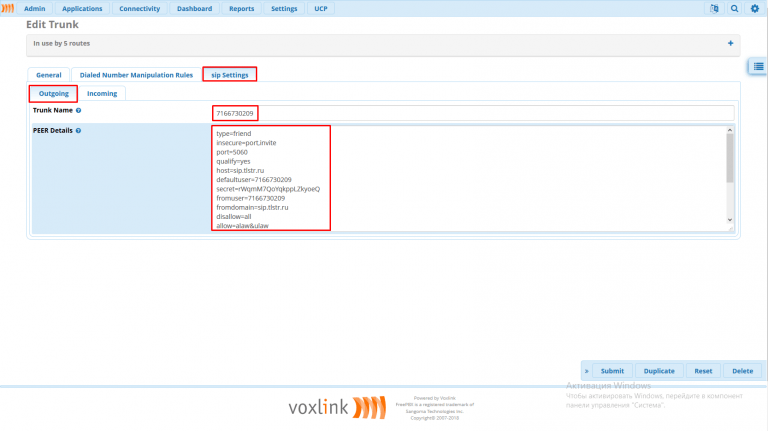 Admin Applications Connectivity Dashboard Reports Settings UCP
Edit Trunk
In use by 5 routes
General Dialed Number Manipulation Rules sip Settings
Outgoing Incoming
Trunk Name 7166730209
PEER Details
type=friend
insecure=port,invite
port=5060
qualify=yes
host=sip.tlstr.ru
defaultuser=7166730209
secret=rWqmM7QoYqkppLZkyoeQ
fromuser=7166730209
fromdomain=sip.tlstr.ru
disallow=all
allow=alaw&ulaw
» Submit Duplicate Reset Delete
Активация Windows
Чтобы активировать Windows, перейдите в компонент
панели управления "Система".
voxlink
Powered by Voxlink
FreePBX is a registered trademark of
Sangoma Technologies Inc.
Copyright© 2007-2018